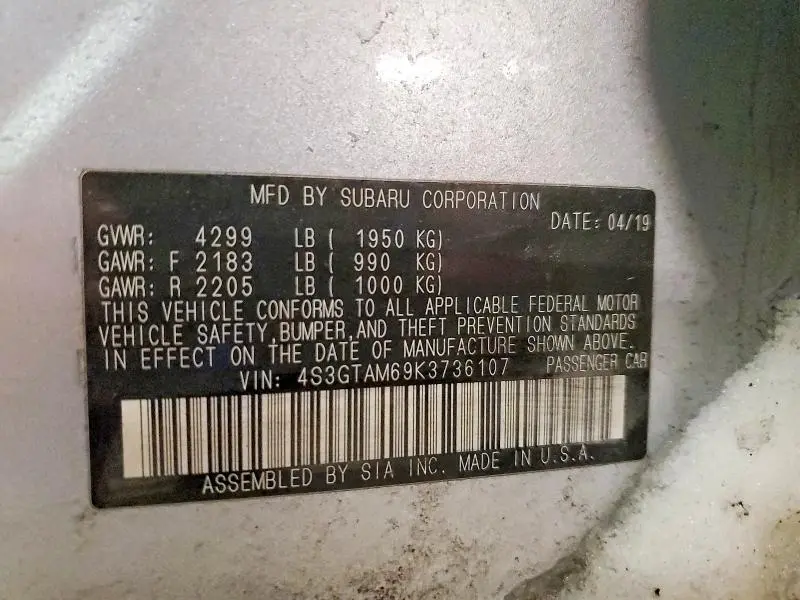 MFD BY SUBARU CORPORATION
DATE: 04/19
GVWR: 4299 LB ( 1950 KG)
GAWR: F 2183 LB ( 990 KG)
GAWR: R 2205 LB ( 1000 KG)
THIS VEHICLE CONFORMS TO ALL APPLICABLE FEDERAL MOTOR
VEHICLE SAFETY,BUMPER,AND THEFT PREVENTION STANDARDS
IN EFFECT ON THE DATE OF MANUFACTURE SHOWN ABOVE.
VIN: 4S3GTAM69K3736107 PASSENGER CAR
ASSEMBLED BY SIA INC. MADE IN U.S.A.